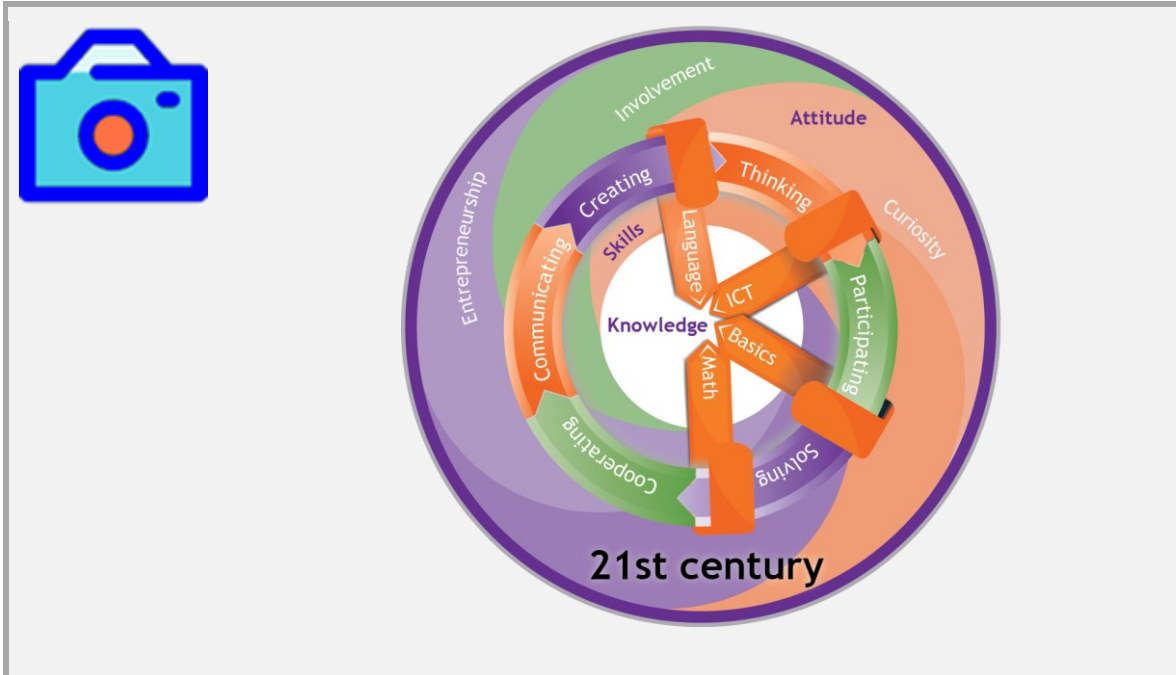 Involvement
Attitude
Curiosity
Entrepreneurship
Creating
Thinking
Participating
Solving
Cooperating
Communicating
Skills
Language
ICT
Basics
Math
Knowledge
21st century